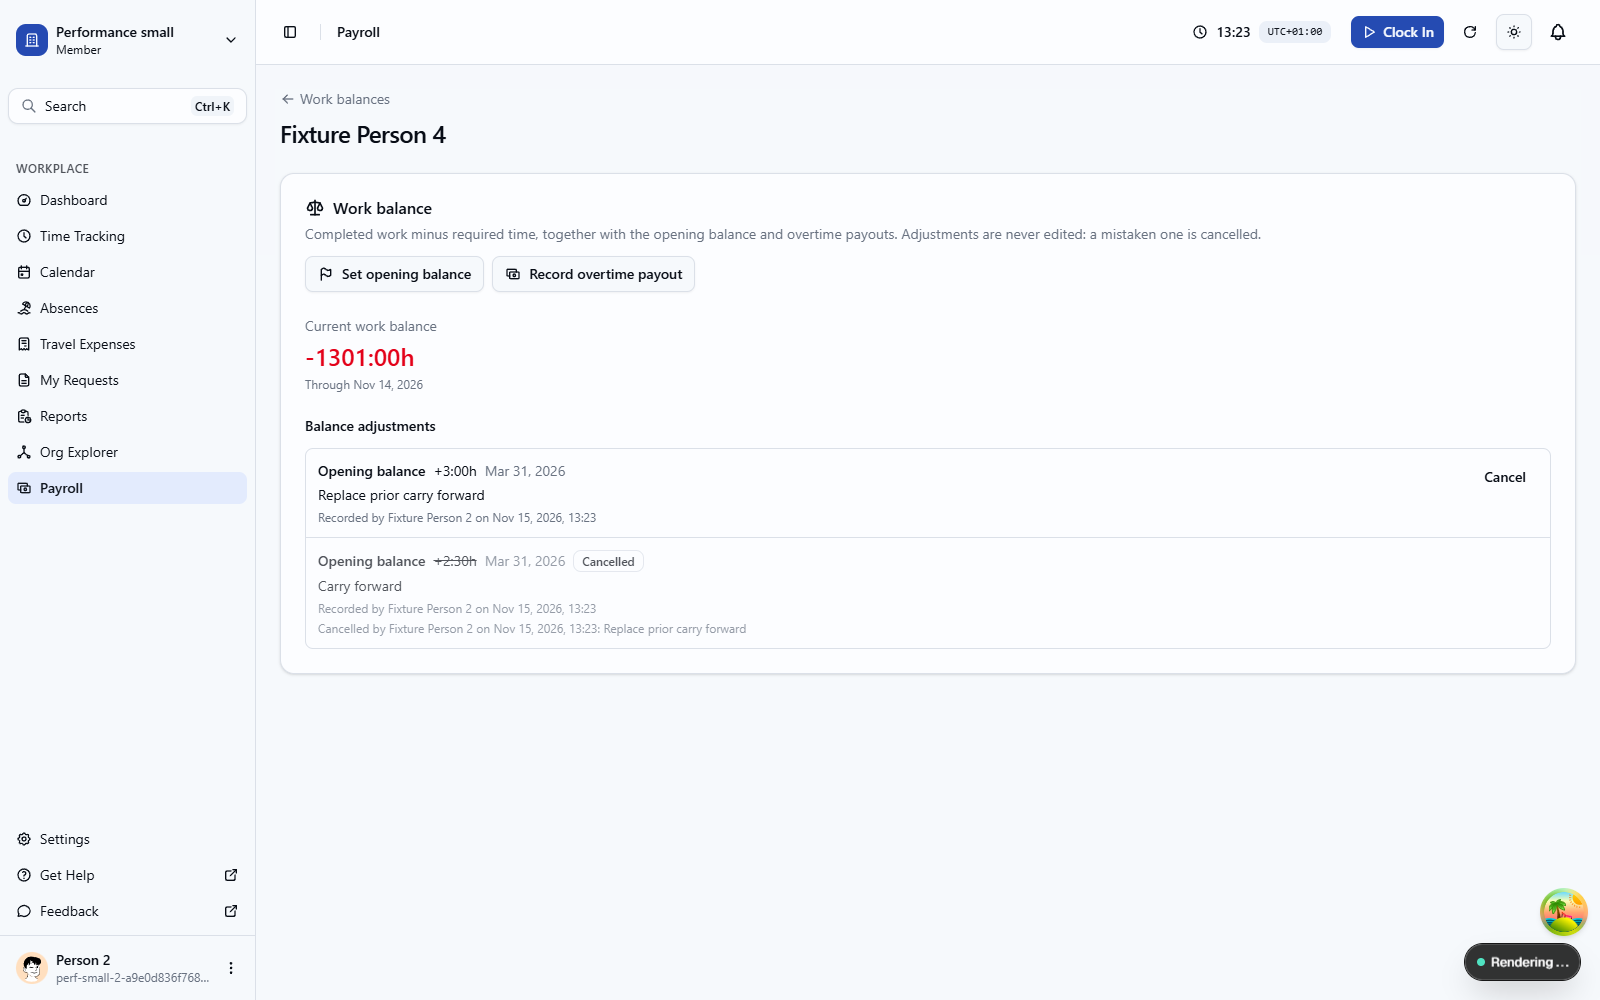 Performance small
Member
Search
Ctrl+K
WORKPLACE
Dashboard
Time Tracking
Calendar
Absences
Travel Expenses
My Requests
Reports
Org Explorer
Payroll
Settings
Get Help
Feedback
Person 2
perf-small-2-a9e0d836f768...
Payroll
13:23
UTC+01:00
Clock In
Work balances
Fixture Person 4
Work balance
Completed work minus required time, together with the opening balance and overtime payouts. Adjustments are never edited: a mistaken one is cancelled.
Set opening balance
Record overtime payout
Current work balance
-1301:00h
Through Nov 14, 2026
Balance adjustments
Opening balance +3:00h Mar 31, 2026
Cancel
Replace prior carry forward
Recorded by Fixture Person 2 on Nov 15, 2026, 13:23
Opening balance +2:30h Mar 31, 2026 Cancelled
Carry forward
Recorded by Fixture Person 2 on Nov 15, 2026, 13:23
Cancelled by Fixture Person 2 on Nov 15, 2026, 13:23: Replace prior carry forward
Rendering ...